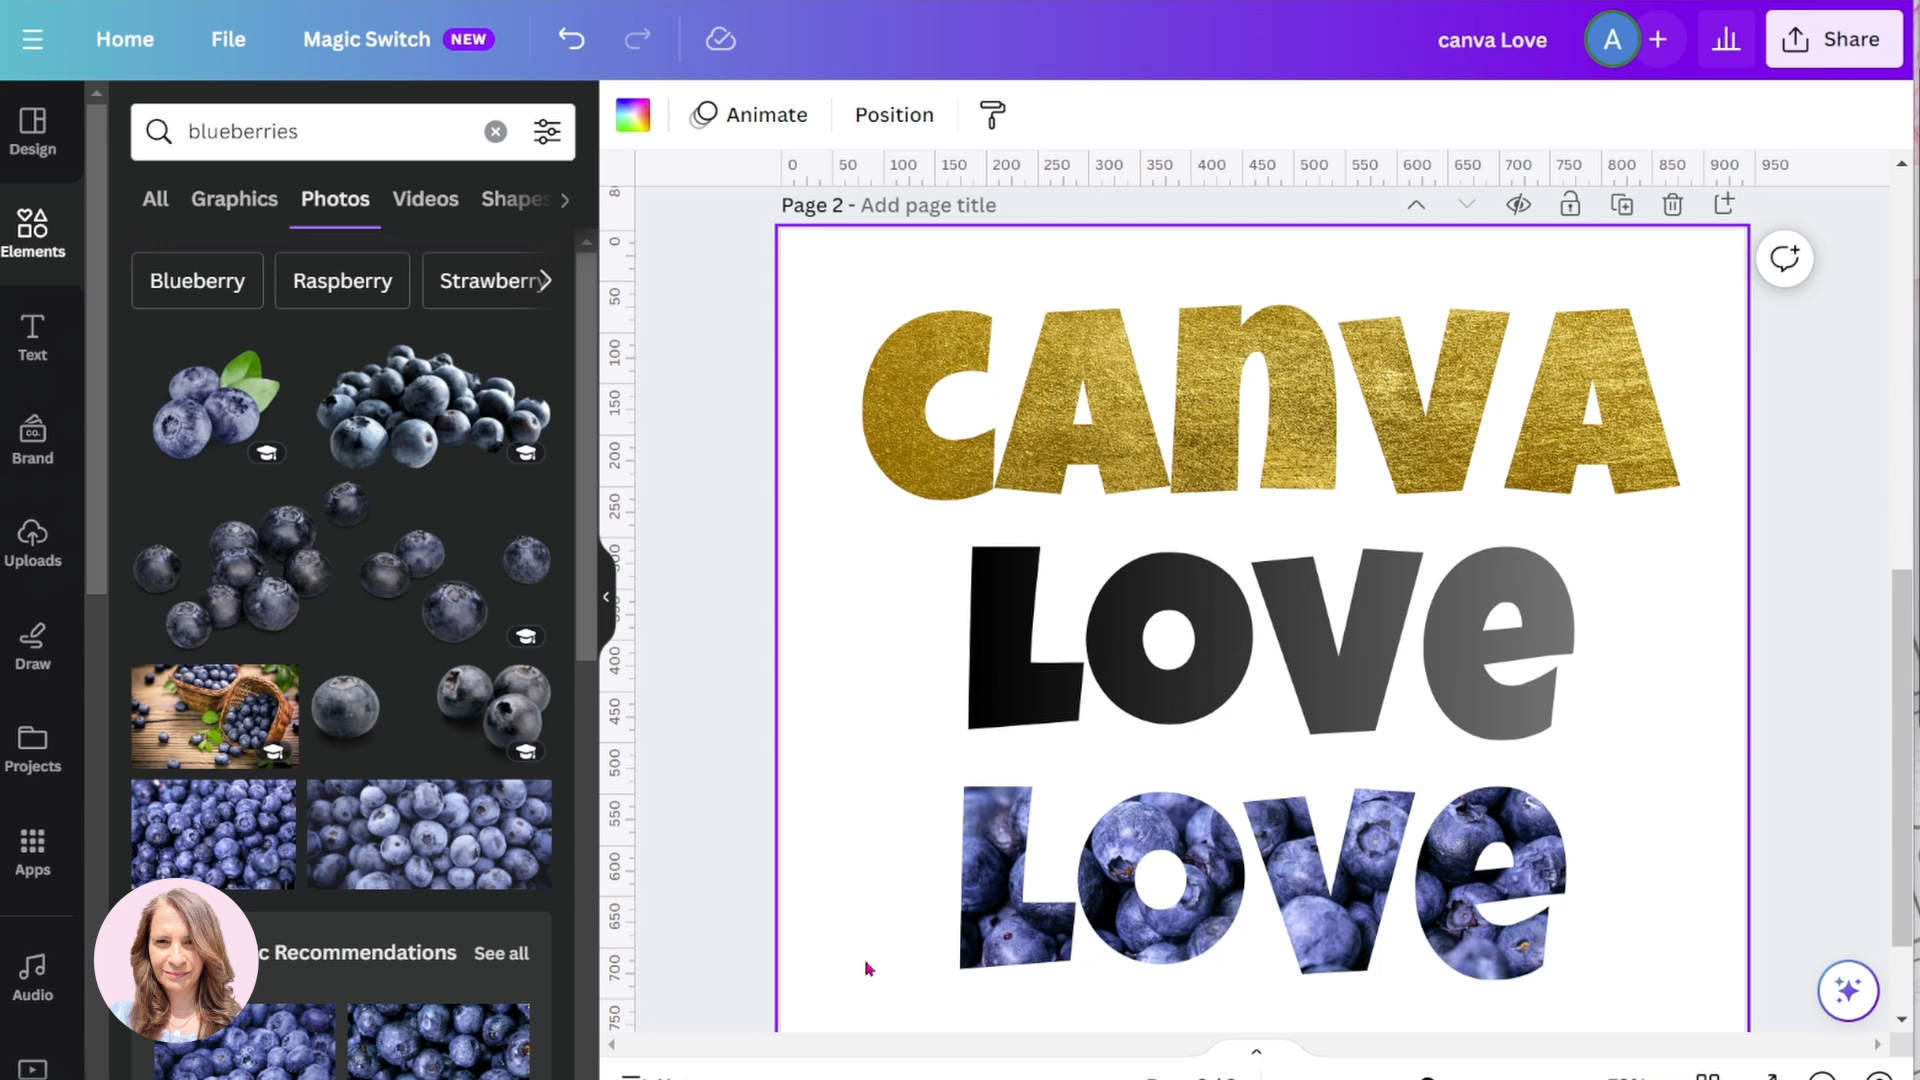 Home File Magic Switch NEW canva Love A + Share
Design
Elements
Text
Brand
co.
Uploads
Draw
Projects
Apps
Audio
blueberries
All Graphics Photos Videos Shapes
Blueberry Raspberry Strawberry
c Recommendations See all
Animate Position
0 50 100 150 200 250 300 350 400 450 500 550 600 650 700 750 800 850 900 950
Page 2 - Add page title
0
50
100
150
200
250
400
450
500
550
600
650
700
750
CANVA
LOVE
LOVE